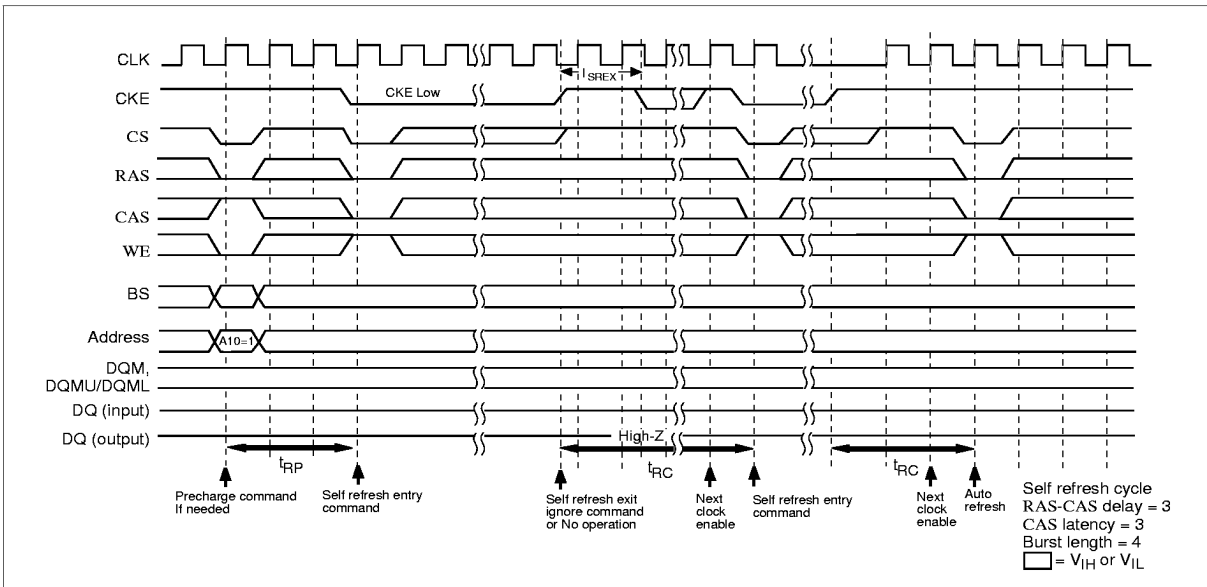 CLK
l SREX
CKE
CKE Low
CS
RAS
CAS
WE
BS
Address
A10=1
DQM,
DQMU/DQML
DQ (input)
DQ (output)
High-Z
tRP
tRC
tRC
Precharge command
If needed
Self refresh entry
command
Self refresh exit
ignore command
or No operation
Next
clock
enable
Self refresh entry
command
Next
clock
enable
Auto
refresh
Self refresh cycle
RAS-CAS delay = 3
CAS latency = 3
Burst length = 4
= VIH or VIL